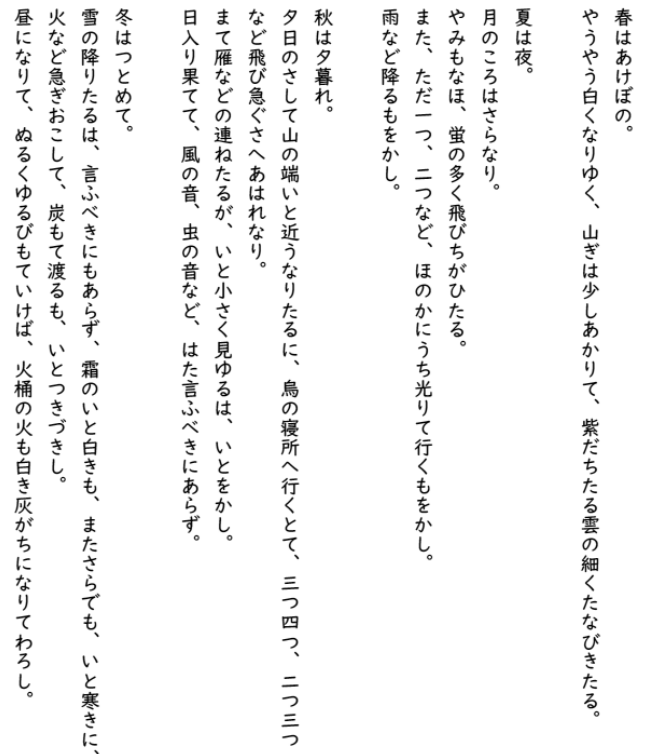 春はあけぼの。
やうやう白くなりゆく、山ぎは少しあかりて、紫だちたる雲の細くたなびきたる。
夏は夜。
月のころはさらなり。
やみもなほ、蛍の多く飛びちがひたる。
また、ただ一つ、二つなど、ほのかにうち光りて行くもをかし。
雨など降るもをかし。
秋は夕暮れ。
夕日のさして山の端いと近うなりたるに、烏の寝所へ行くとて、三つ四つ、二つ三つ
など飛び急ぐさへあはれなり。
まて雁などの連ねたるが、いと小さく見ゆるは、いとをかし。
日入り果てて、風の音、虫の音など、はた言ふべきにあらず。
冬はつとめて。
雪の降りたるは、言ふべきにもあらず、霜のいと白きも、またさらでも、いと寒きに、
火など急ぎおこして、炭もて渡るも、いとつきづきし。
昼になりて、ぬるくゆるびもていけば、火桶の火も白き灰がちになりてわろし。